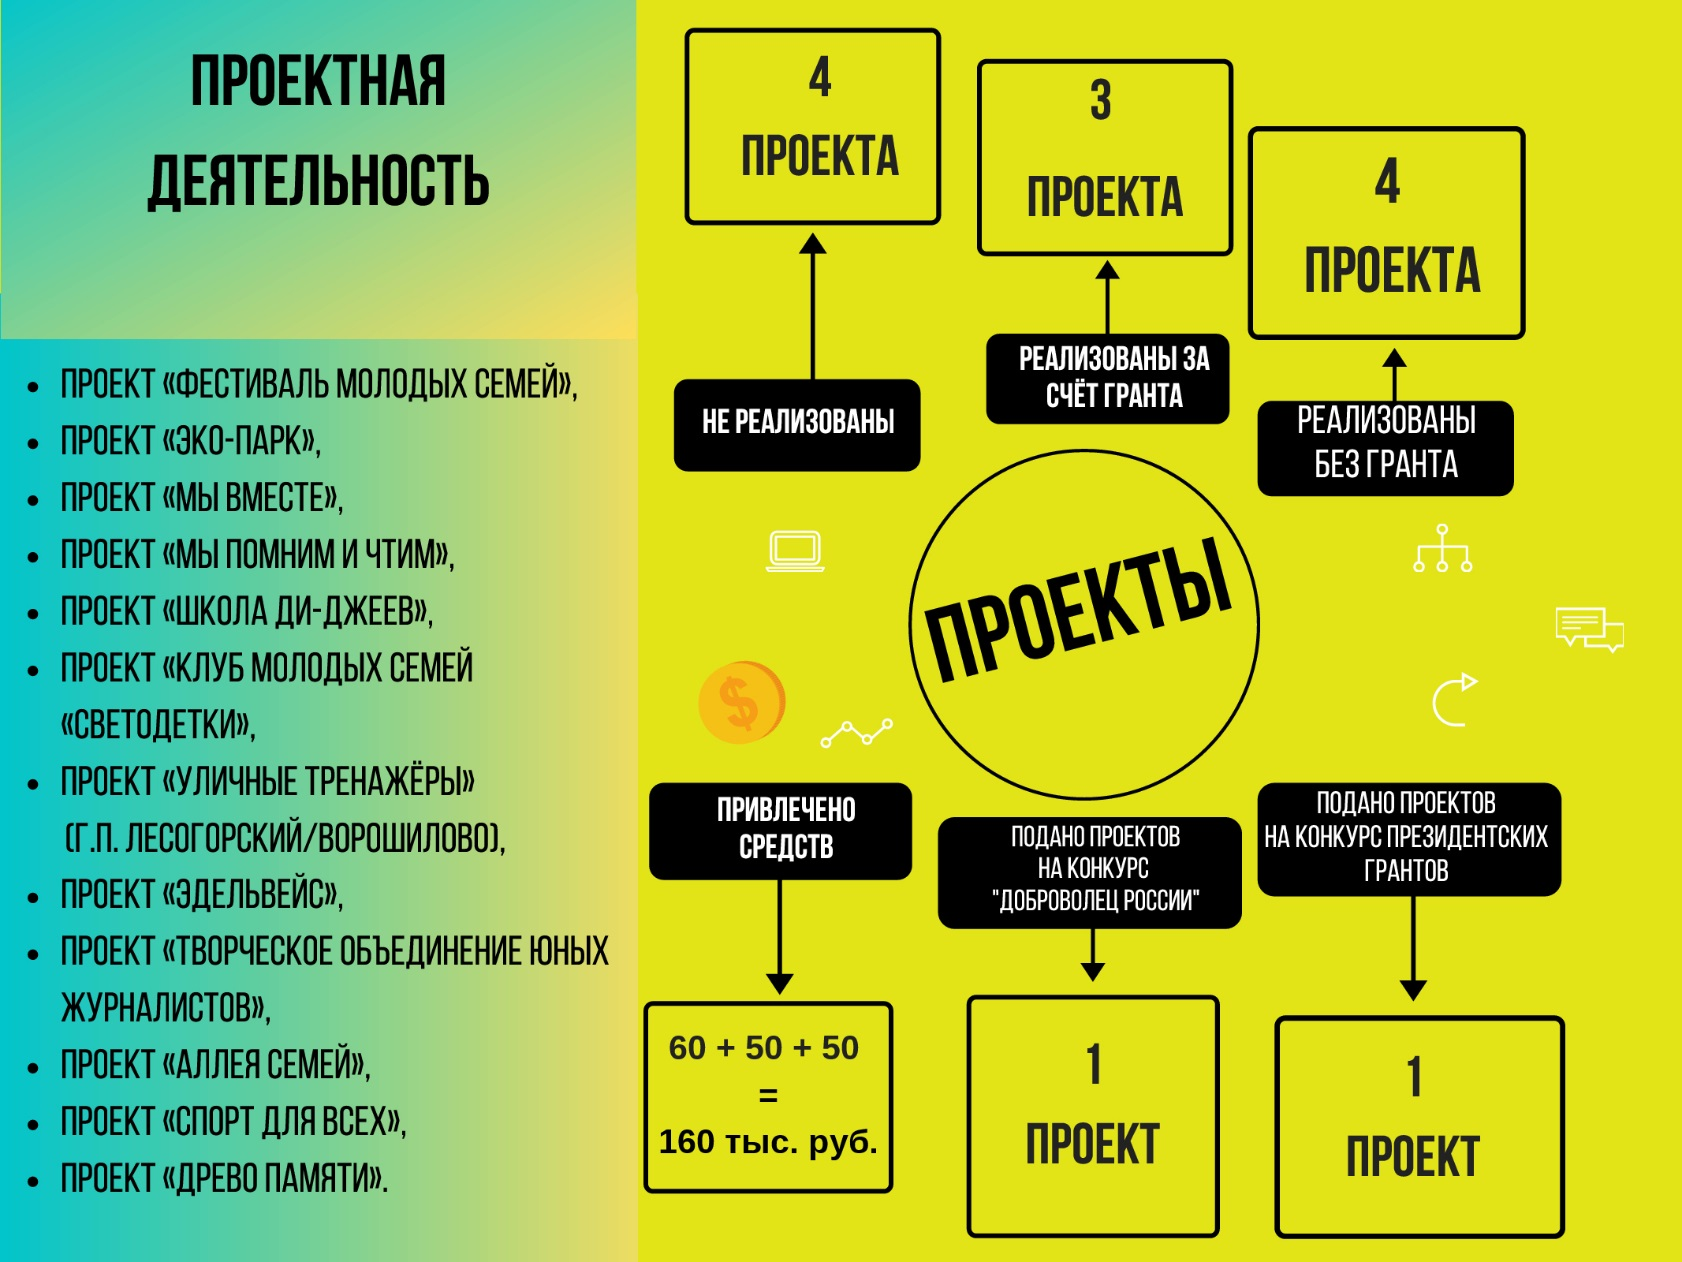 ПРОЕКТНАЯ
ДЕЯТЕЛЬНОСТЬ
• ПРОЕКТ «ФЕСТИВАЛЬ МОЛОДЫХ СЕМЕЙ»,
• ПРОЕКТ «ЭКО-ПАРК»,
• ПРОЕКТ «МЫ ВМЕСТЕ»,
• ПРОЕКТ «МЫ ПОМНИМ И ЧТИМ»,
• ПРОЕКТ «ШКОЛА ДИ-ДЖЕЕВ»,
• ПРОЕКТ «КЛУБ МОЛОДЫХ СЕМЕЙ
«СВЕТОДЕТКИ»,
• ПРОЕКТ «УЛИЧНЫЕ ТРЕНАЖЁРЫ»
(Г.П. ЛЕСОГОРСКИЙ/ВОРОШИЛОВО),
• ПРОЕКТ «ЭДЕЛЬВЕЙС»,
• ПРОЕКТ «ТВОРЧЕСКОЕ ОБЪЕДИНЕНИЕ ЮНЫХ
ЖУРНАЛИСТОВ»,
• ПРОЕКТ «АЛЛЕЯ СЕМЕЙ»,
• ПРОЕКТ «СПОРТ ДЛЯ ВСЕХ»,
• ПРОЕКТ «ДРЕВО ПАМЯТИ».
4
ПРОЕКТА
НЕ РЕАЛИЗОВАНЫ
3
ПРОЕКТА
РЕАЛИЗОВАНЫ ЗА
СЧЁТ ГРАНТА
4
ПРОЕКТА
РЕАЛИЗОВАНЫ
БЕЗ ГРАНТА
ПРОЕКТЫ
$
ПРИВЛЕЧЕНО
СРЕДСТВ
60 + 50 + 50
=
160 тыс. руб.
ПОДАНО ПРОЕКТОВ
НА КОНКУРС
"ДОБРОВОЛЕЦ РОССИИ"
1
ПРОЕКТ
ПОДАНО ПРОЕКТОВ
НА КОНКУРС ПРЕЗИДЕНТСКИХ
ГРАНТОВ
1
ПРОЕКТ